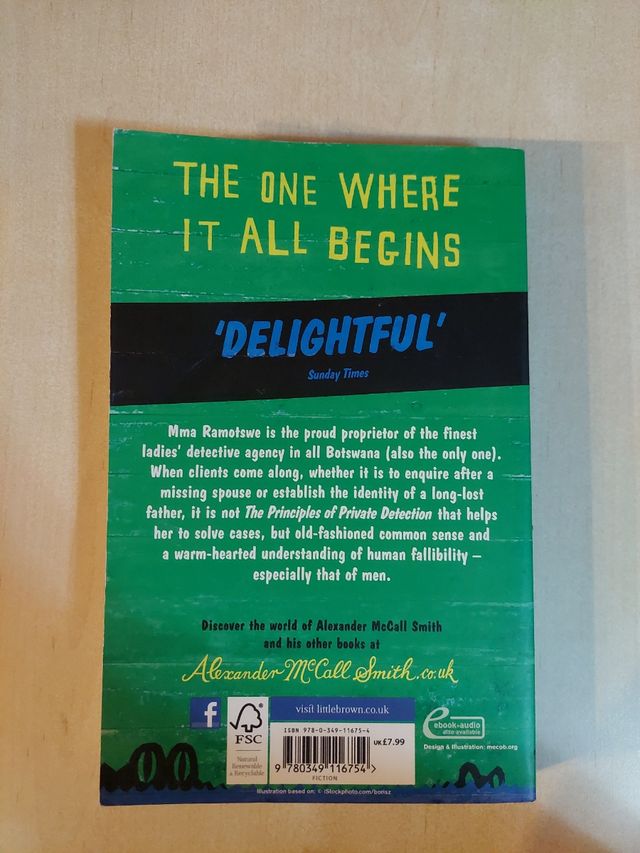 THE ONE WHERE
IT ALL BEGINS
'DELIGHTFUL'
Sunday Times
Mma Ramotswe is the proud proprietor of the finest
ladies' detective agency in all Botswana (also the only one).
When clients come along, whether it is to enquire after a
missing spouse or establish the identity of a long-lost
father, it is not The Principles of Private Detection that helps
her to solve cases, but old-fashioned common sense and
a warm-hearted understanding of human fallibility –
especially that of men.
Discover the world of Alexander McCall Smith
and his other books at
Alexander McCall Smith.co.uk
f
FSC
Natural
Renewable
& Recyclable
visit littlebrown.co.uk
ISBN 978-0-349-11675-4
UK £7.99
9 780349 116754 >
FICTION
ebook-audio
also available
Design & Illustration: mecob.org
Illustration based on: © iStockphoto.com/borisz